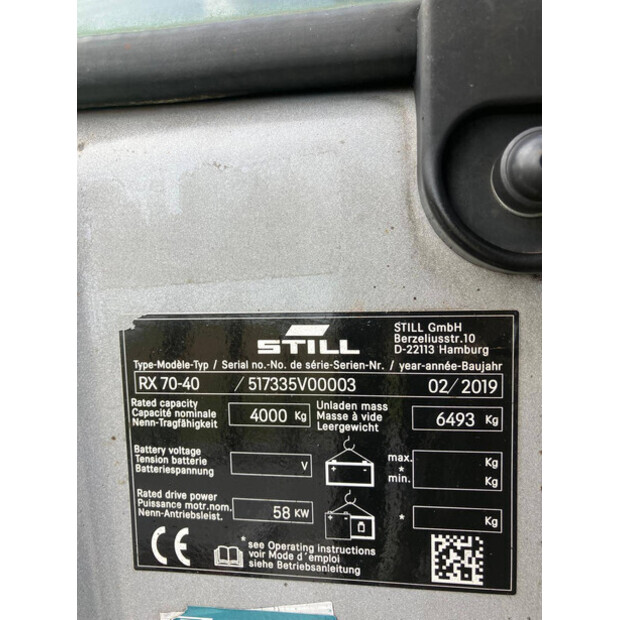 STILL
STILL GmbH
Berzeliusstr.10
D-22113 Hamburg
Type-Modèle-Typ / Serial no.-No. de série-Serien-Nr. / year-année-Baujahr
RX 70-40 / 517335V00003 02/2019
Rated capacity
Capacité nominale
Nenn-Tragfähigkeit
4000 Kg
Unladen mass
Masse à vide
Leergewicht
6493 Kg
Battery voltage
Tension batterie
Batteriespannung
V
max.
*
min.
Kg
Kg
Rated drive power
Puissance motr.nom.
Nenn-Antriebsleist.
58 KW
* Kg
CE
* see Operating instructions
voir Mode d´emploi
siehe Betriebsanleitung